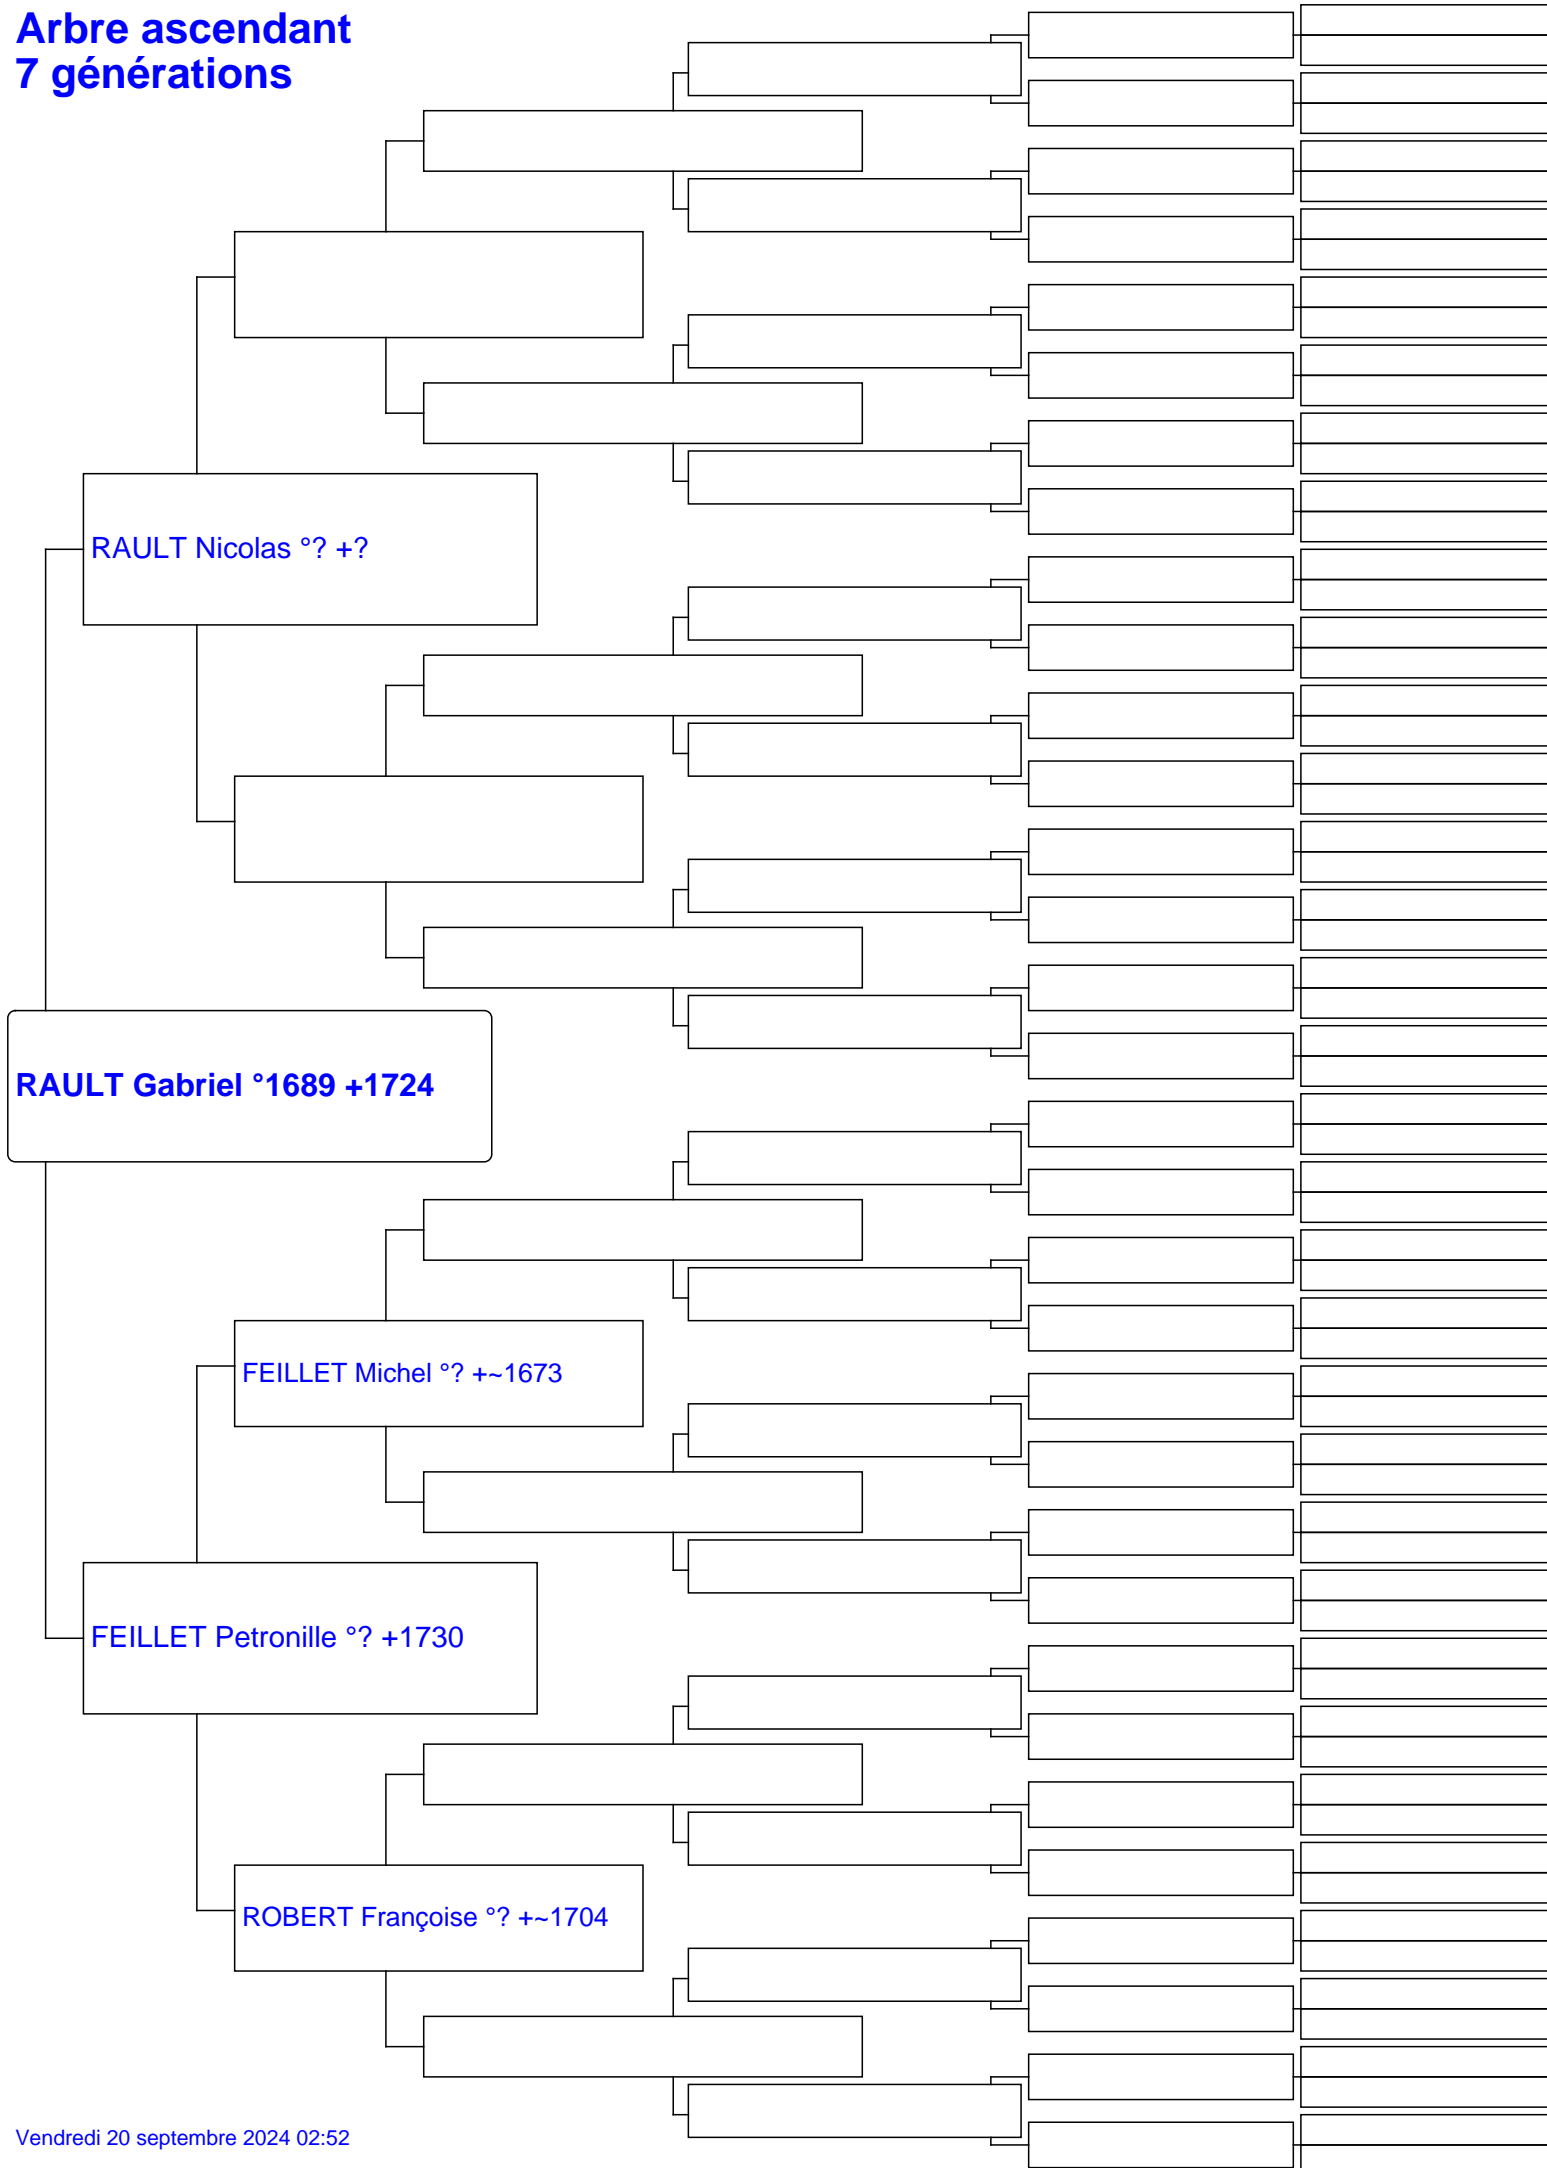 Arbre ascendant
7 générations
RAULT Nicolas °? +?
RAULT Gabriel °1689 +1724
FEILLET Michel °? +~1673
FEILLET Petronille °? +1730
ROBERT Françoise °? +~1704
Vendredi 20 septembre 2024 02:52